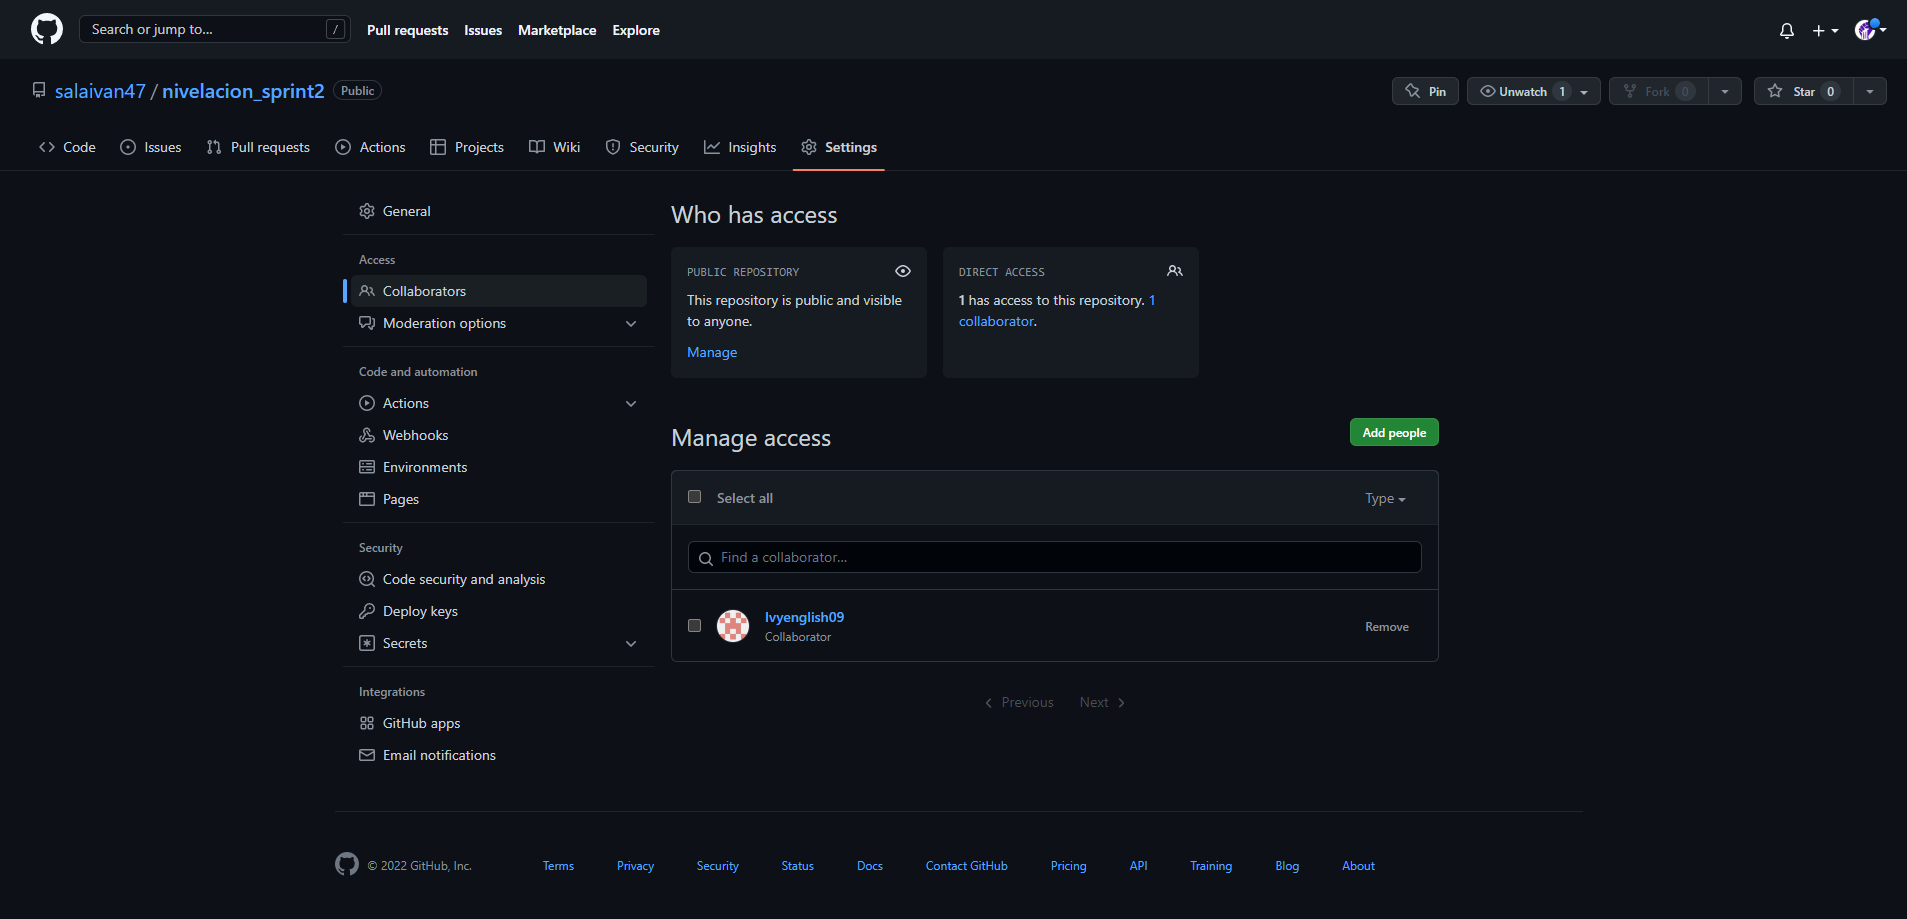 Search or jump to... /
Pull requests Issues Marketplace Explore
salaivan47 / nivelacion_sprint2 Public
Pin
Unwatch 1
Fork 0
Star 0
Code Issues Pull requests Actions Projects Wiki Security Insights Settings
General
Access
Collaborators
Moderation options
Code and automation
Actions
Webhooks
Environments
Pages
Security
Code security and analysis
Deploy keys
Secrets
Integrations
GitHub apps
Email notifications
Who has access
PUBLIC REPOSITORY
This repository is public and visible
to anyone.
Manage
DIRECT ACCESS
1 has access to this repository. 1
collaborator.
Manage access
Add people
Select all
Type
Find a collaborator...
lvyenglish09
Collaborator
Remove
Previous Next
© 2022 GitHub, Inc.
Terms Privacy Security Status Docs Contact GitHub Pricing API Training Blog About